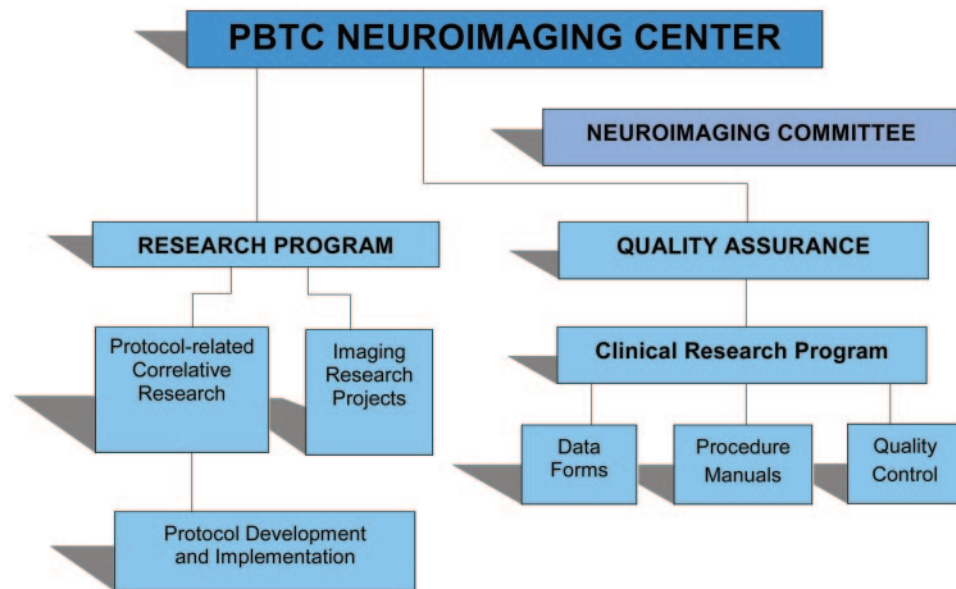 PBTC NEUROIMAGING CENTER
NEUROIMAGING COMMITTEE
RESEARCH PROGRAM
QUALITY ASSURANCE
Protocol-related
Correlative
Research
Imaging
Research
Projects
Clinical Research Program
Data
Forms
Procedure
Manuals
Quality
Control
Protocol Development
and Implementation